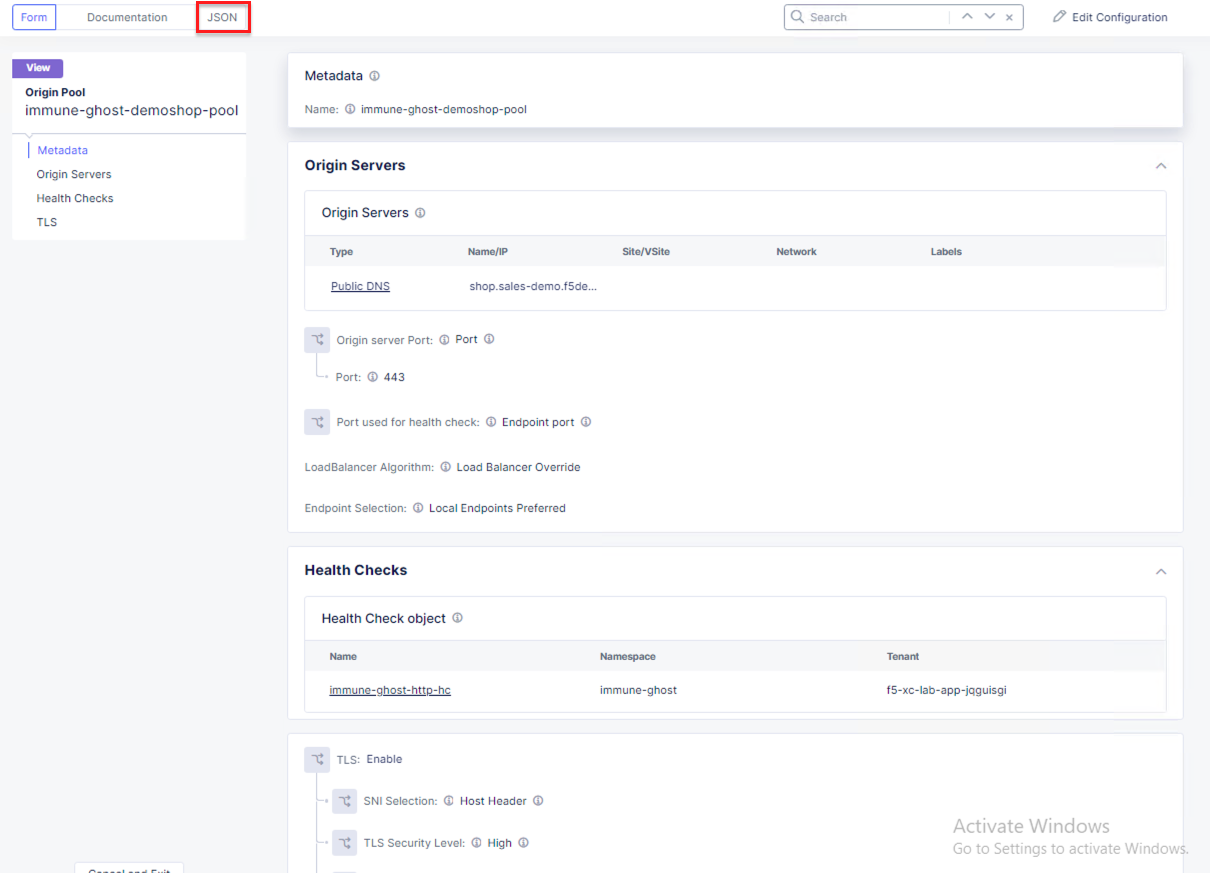 Form Documentation JSON Search Edit Configuration
View
Origin Pool
immune-ghost-demoshop-pool
Metadata
Origin Servers
Health Checks
TLS
Metadata
Name: immune-ghost-demoshop-pool
Origin Servers
Origin Servers
Type Name/IP Site/VSite Network Labels
Public DNS shop.sales-demo.f5de...
Origin server Port: Port
Port: 443
Port used for health check: Endpoint port
LoadBalancer Algorithm: Load Balancer Override
Endpoint Selection: Local Endpoints Preferred
Health Checks
Health Check object
Name Namespace Tenant
immune-ghost-http-hc immune-ghost f5-xc-lab-app-jqguisgi
TLS: Enable
SNI Selection: Host Header
TLS Security Level: High
Activate Windows
Go to Settings to activate Windows.
Cancel and Exit